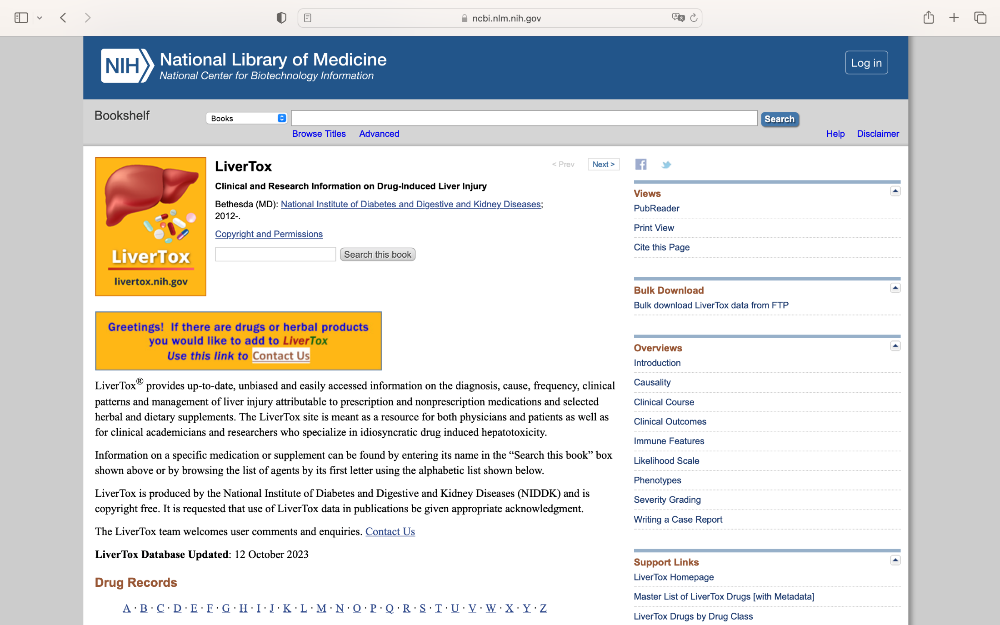 ncbi.nlm.nih.gov
NIH
National Library of Medicine
National Center for Biotechnology Information
Log in
Bookshelf
Books
Search
Browse Titles
Advanced
Help
Disclaimer
LiverTox
livertox.nih.gov
LiverTox
< Prev
Next >
Clinical and Research Information on Drug-Induced Liver Injury
Bethesda (MD): National Institute of Diabetes and Digestive and Kidney Diseases;
2012-.
Copyright and Permissions
Search this book
Greetings! If there are drugs or herbal products
you would like to add to LiverTox
Use this link to Contact Us
LiverTox® provides up-to-date, unbiased and easily accessed information on the diagnosis, cause, frequency, clinical
patterns and management of liver injury attributable to prescription and nonprescription medications and selected
herbal and dietary supplements. The LiverTox site is meant as a resource for both physicians and patients as well as
for clinical academicians and researchers who specialize in idiosyncratic drug induced hepatotoxicity.
Information on a specific medication or supplement can be found by entering its name in the “Search this book” box
shown above or by browsing the list of agents by its first letter using the alphabetic list shown below.
LiverTox is produced by the National Institute of Diabetes and Digestive and Kidney Diseases (NIDDK) and is
copyright free. It is requested that use of LiverTox data in publications be given appropriate acknowledgment.
The LiverTox team welcomes user comments and enquiries. Contact Us
LiverTox Database Updated: 12 October 2023
Drug Records
A · B · C · D · E · F · G · H · I · J · K · L · M · N · O · P · Q · R · S · T · U · V · W · X · Y · Z
Views
PubReader
Print View
Cite this Page
Bulk Download
Bulk download LiverTox data from FTP
Overviews
Introduction
Causality
Clinical Course
Clinical Outcomes
Immune Features
Likelihood Scale
Phenotypes
Severity Grading
Writing a Case Report
Support Links
LiverTox Homepage
Master List of LiverTox Drugs [with Metadata]
LiverTox Drugs by Drug Class